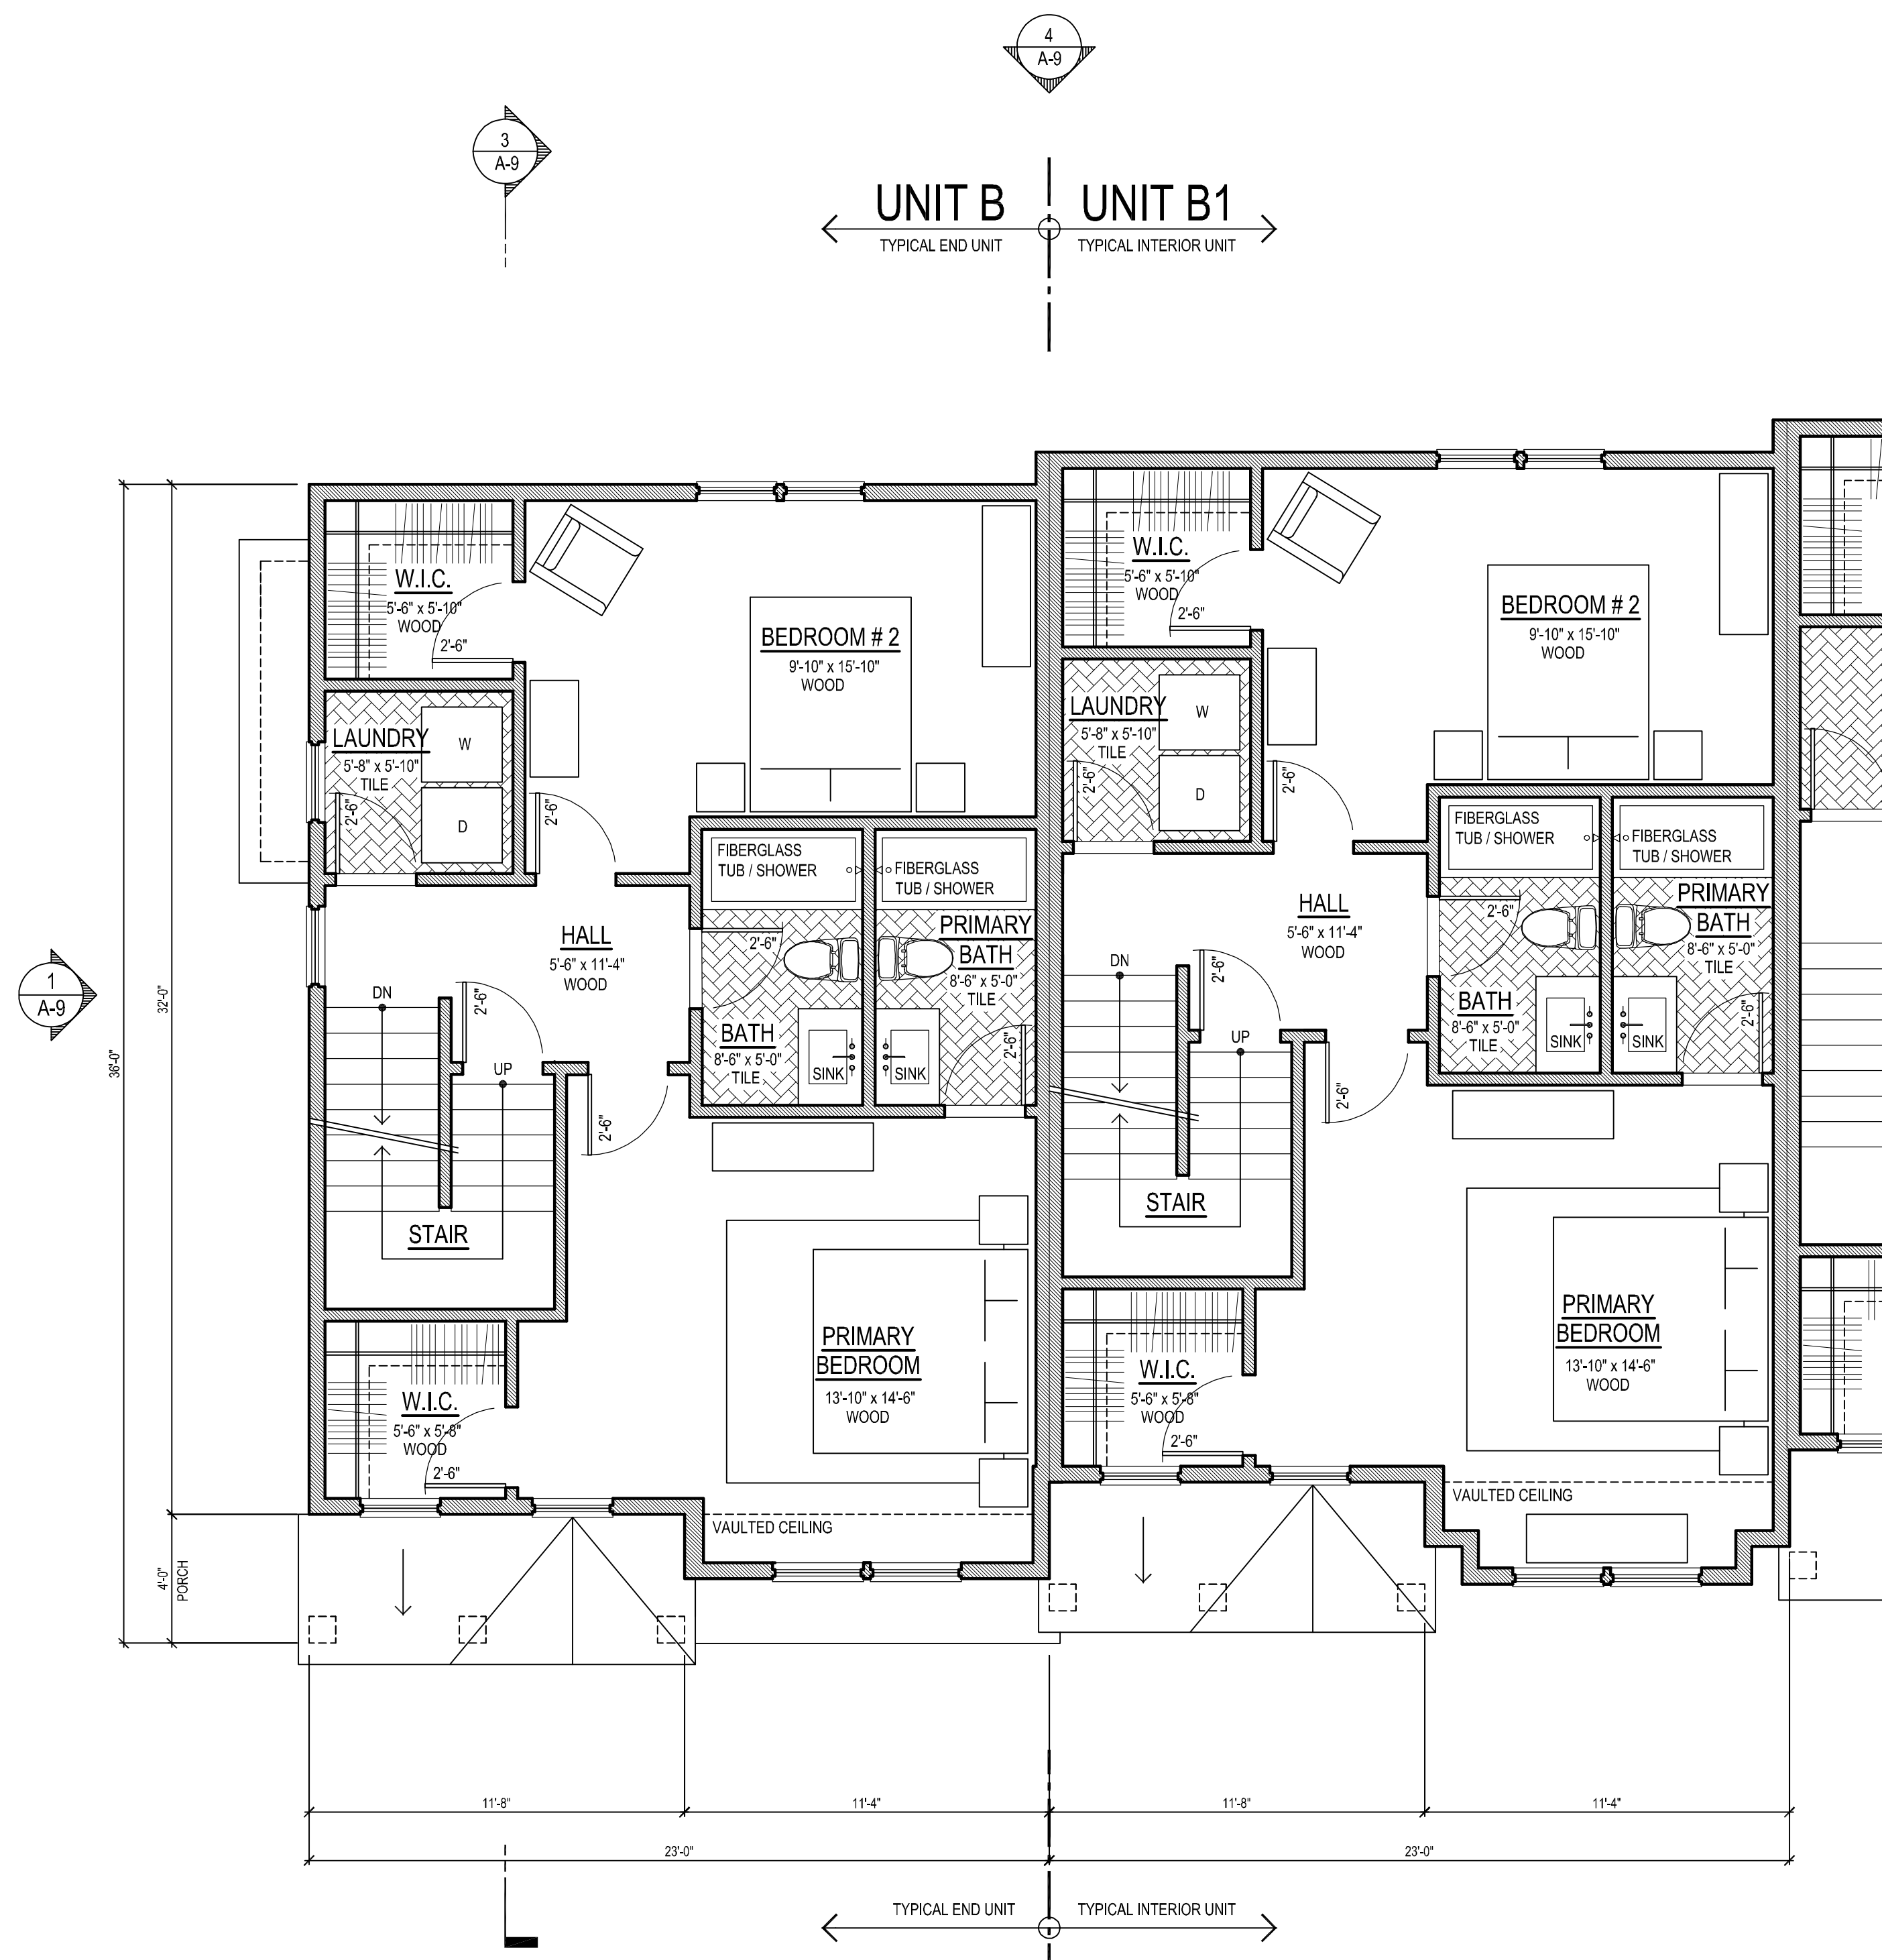 4
A-9
3
A-9
UNIT B
UNIT B1
TYPICAL END UNIT
TYPICAL INTERIOR UNIT
W.I.C.
5'-6" x 5'-10"
WOOD
2'-6"
BEDROOM # 2
9'-10" x 15'-10"
WOOD
LAUNDRY
5'-8" x 5'-10"
TILE
2'-6"
W
D
2'-6"
FIBERGLASS
TUB / SHOWER
FIBERGLASS
TUB / SHOWER
HALL
5'-6" x 11'-4"
WOOD
2'-6"
BATH
8'-6" x 5'-0"
TILE
SINK
PRIMARY
BATH
8'-6" x 5'-0"
TILE
2'-6"
SINK
DN
2'-6"
UP
2'-6"
STAIR
PRIMARY
BEDROOM
13'-10" x 14'-6"
WOOD
W.I.C.
5'-6" x 5'-8"
WOOD
2'-6"
VAULTED CEILING
W.I.C.
5'-6" x 5'-10"
WOOD
2'-6"
BEDROOM # 2
9'-10" x 15'-10"
WOOD
LAUNDRY
5'-8" x 5'-10"
TILE
2'-6"
W
D
2'-6"
FIBERGLASS
TUB / SHOWER
FIBERGLASS
TUB / SHOWER
HALL
5'-6" x 11'-4"
WOOD
2'-6"
BATH
8'-6" x 5'-0"
TILE
SINK
PRIMARY
BATH
8'-6" x 5'-0"
TILE
2'-6"
SINK
DN
2'-6"
UP
2'-6"
STAIR
PRIMARY
BEDROOM
13'-10" x 14'-6"
WOOD
W.I.C.
5'-6" x 5'-8"
WOOD
2'-6"
VAULTED CEILING
1
A-9
36'-0"
32'-0"
4'-0"
PORCH
11'-8"
11'-4"
11'-8"
11'-4"
23'-0"
23'-0"
TYPICAL END UNIT
TYPICAL INTERIOR UNIT